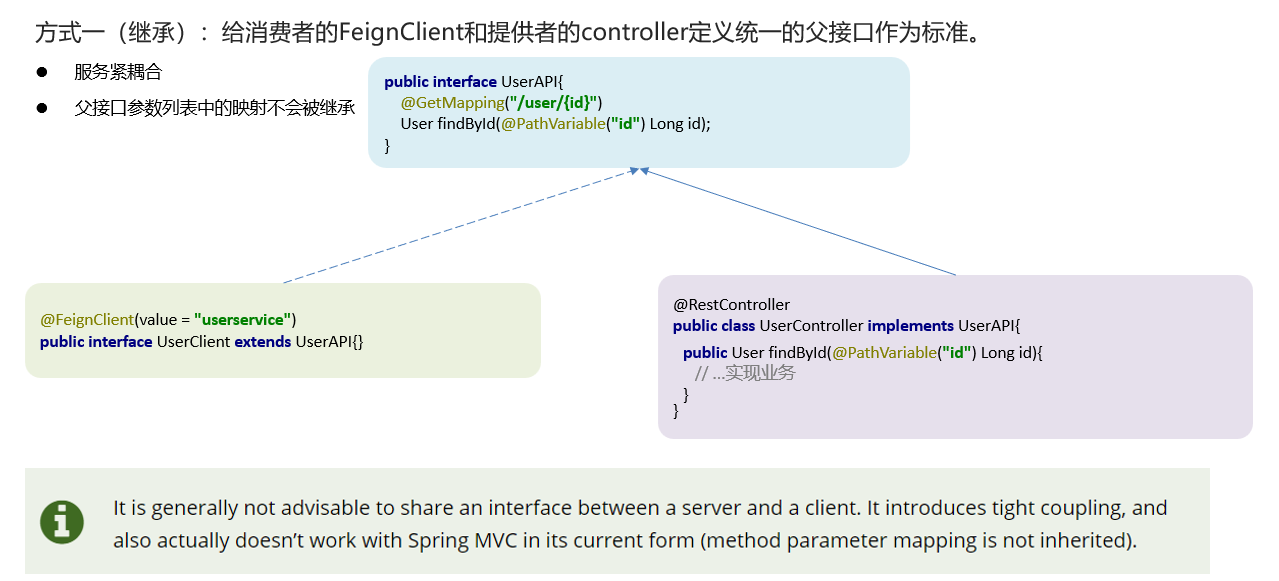 方式一（继承）：给消费者的FeignClient和提供者的controller定义统一的父接口作为标准。
● 服务紧耦合
● 父接口参数列表中的映射不会被继承
public interface UserAPI{
@GetMapping("/user/{id}")
User findById(@PathVariable("id") Long id);
}
@FeignClient(value = "userservice")
public interface UserClient extends UserAPI{}
@RestController
public class UserController implements UserAPI{
public User findById(@PathVariable("id") Long id){
// ...实现业务
}
}
It is generally not advisable to share an interface between a server and a client. It introduces tight coupling, and
also actually doesn’t work with Spring MVC in its current form (method parameter mapping is not inherited).